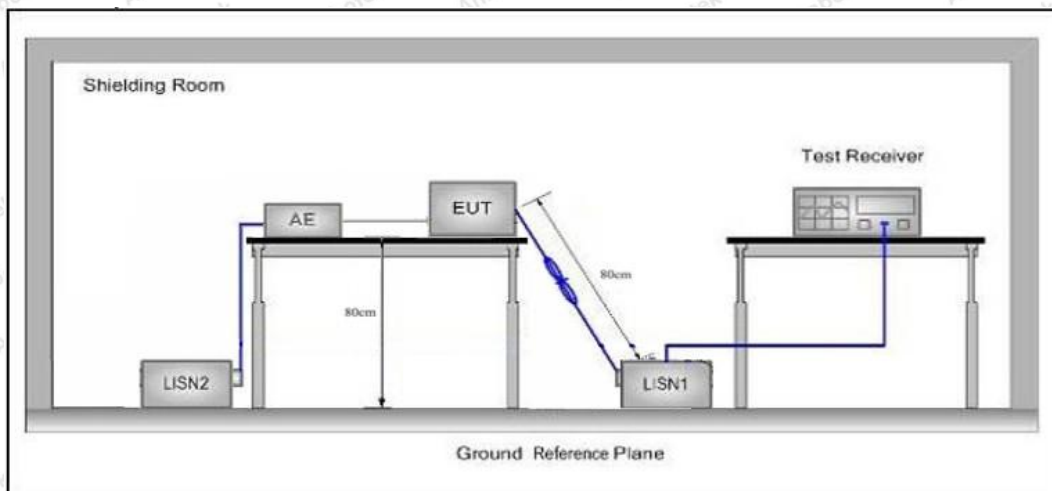 Shielding Room
Test Receiver
AE
EUT
80cm
80cm
LISN2
LISN1
Ground Reference Plane